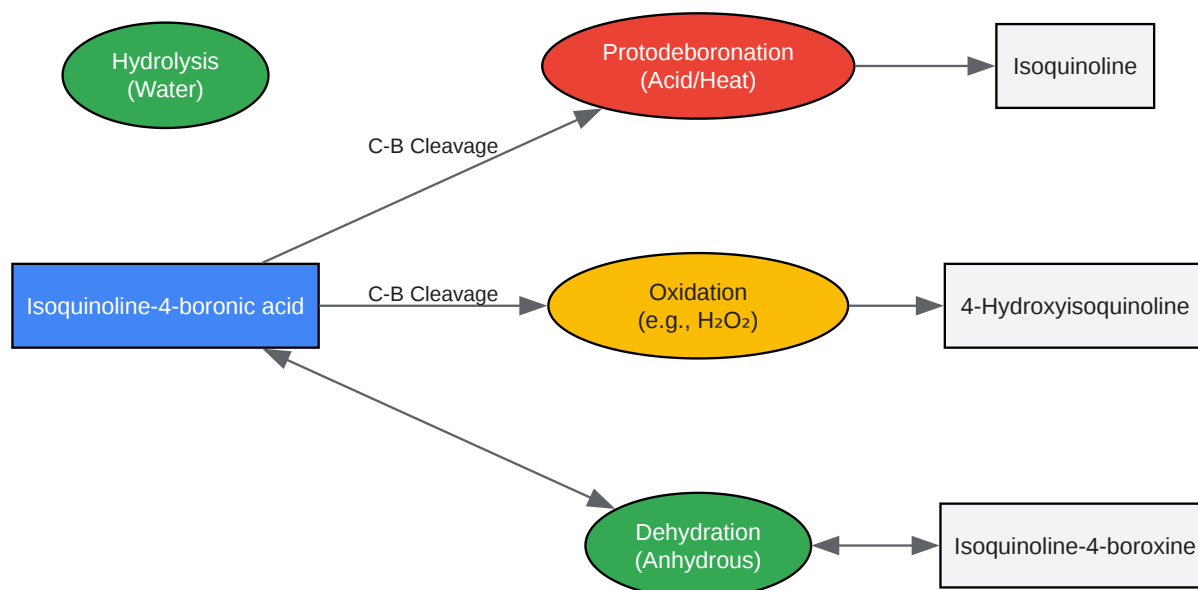 Hydrolysis
(Water)
Protodeboronation
(Acid/Heat)
Isoquinoline
C-B Cleavage
Isoquinoline-4-boronic acid
C-B Cleavage
Oxidation
(e.g., H₂O₂)
4-Hydroxyisoquinoline
Dehydration
(Anhydrous)
Isoquinoline-4-boroxine